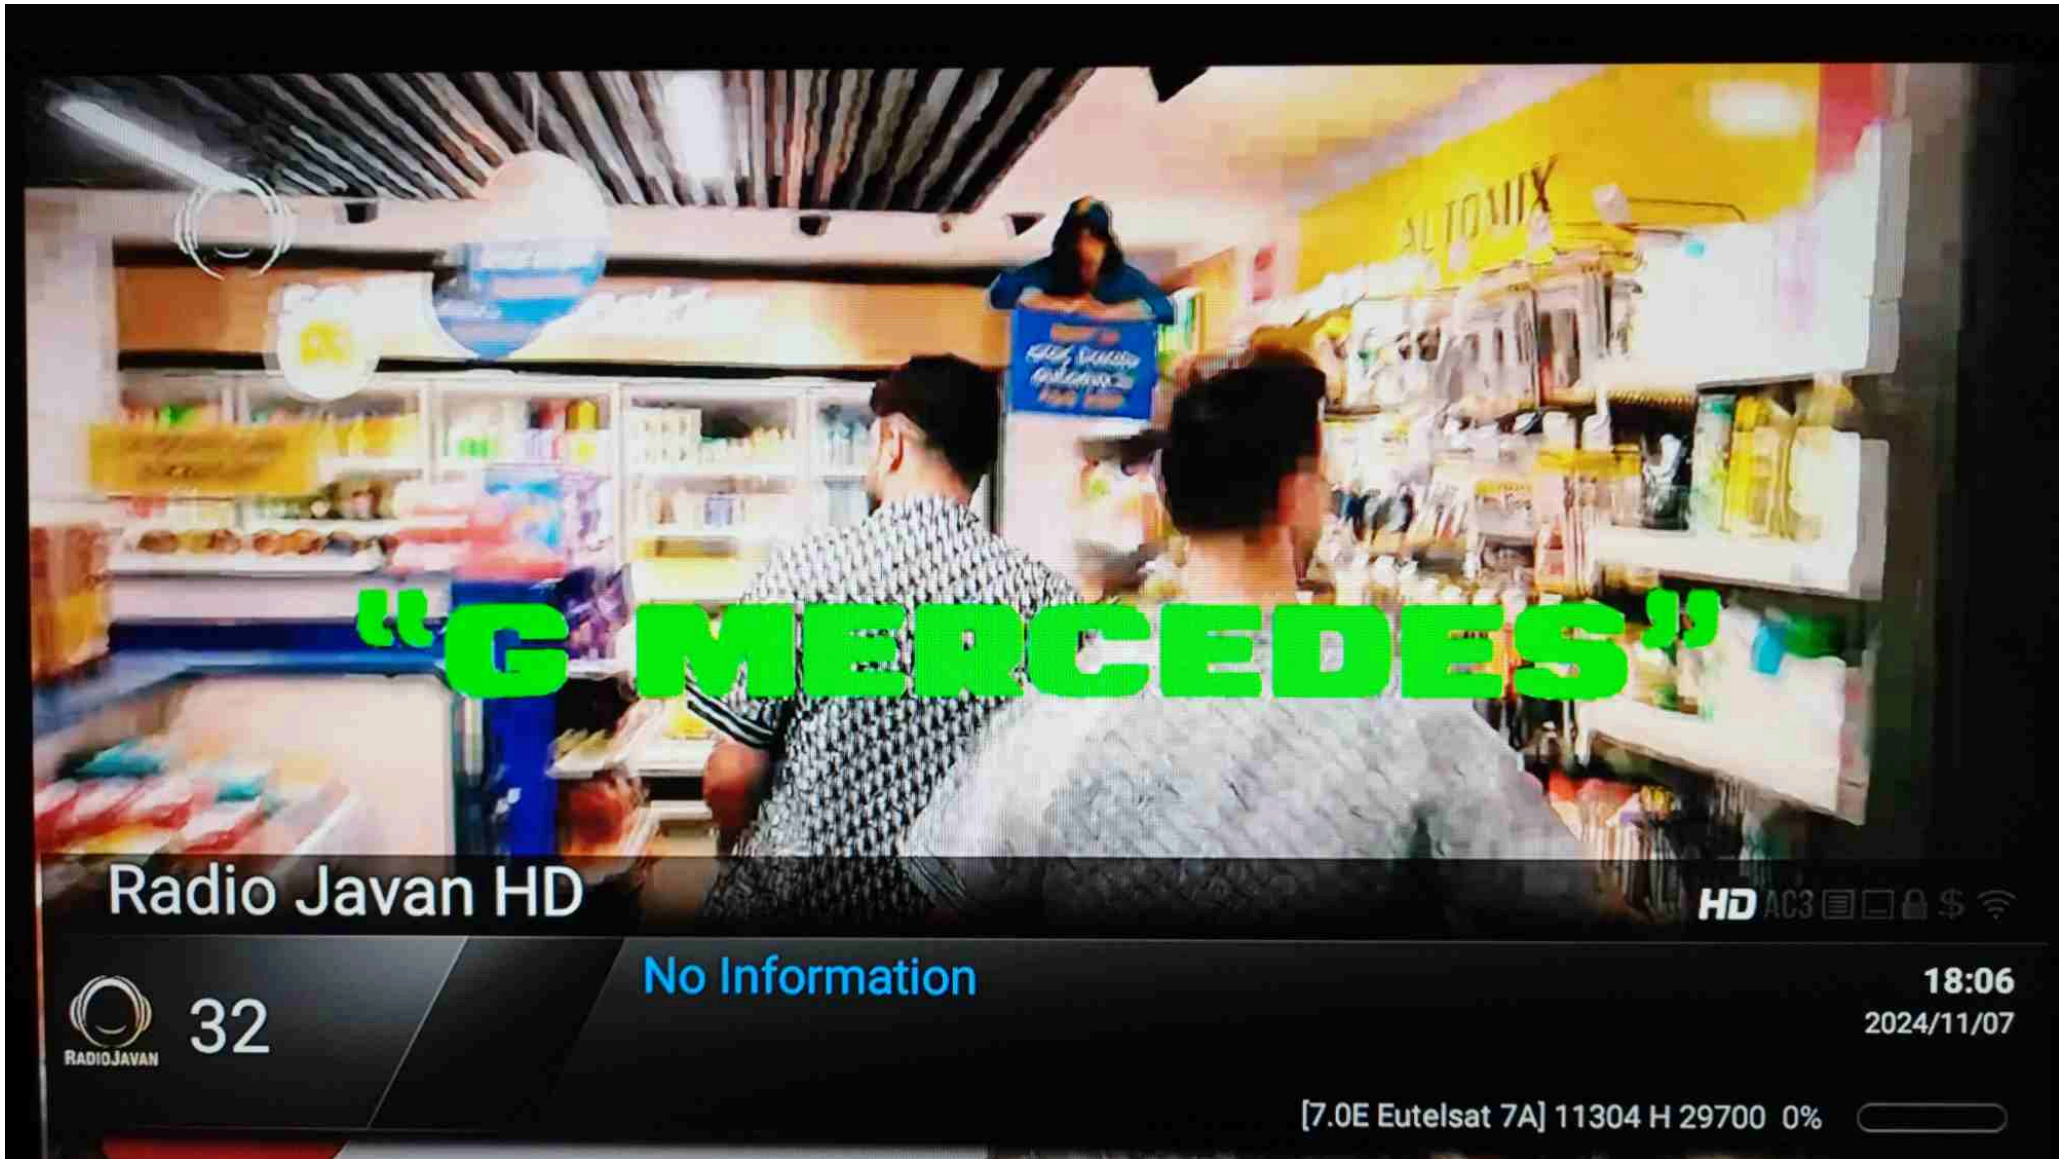 ALTOMIX
“G MERCEDES”
Radio Javan HD
HD AC3 $
RADIOJAVAN
32
No Information
18:06
2024/11/07
[7.0E Eutelsat 7A] 11304 H 29700 0%